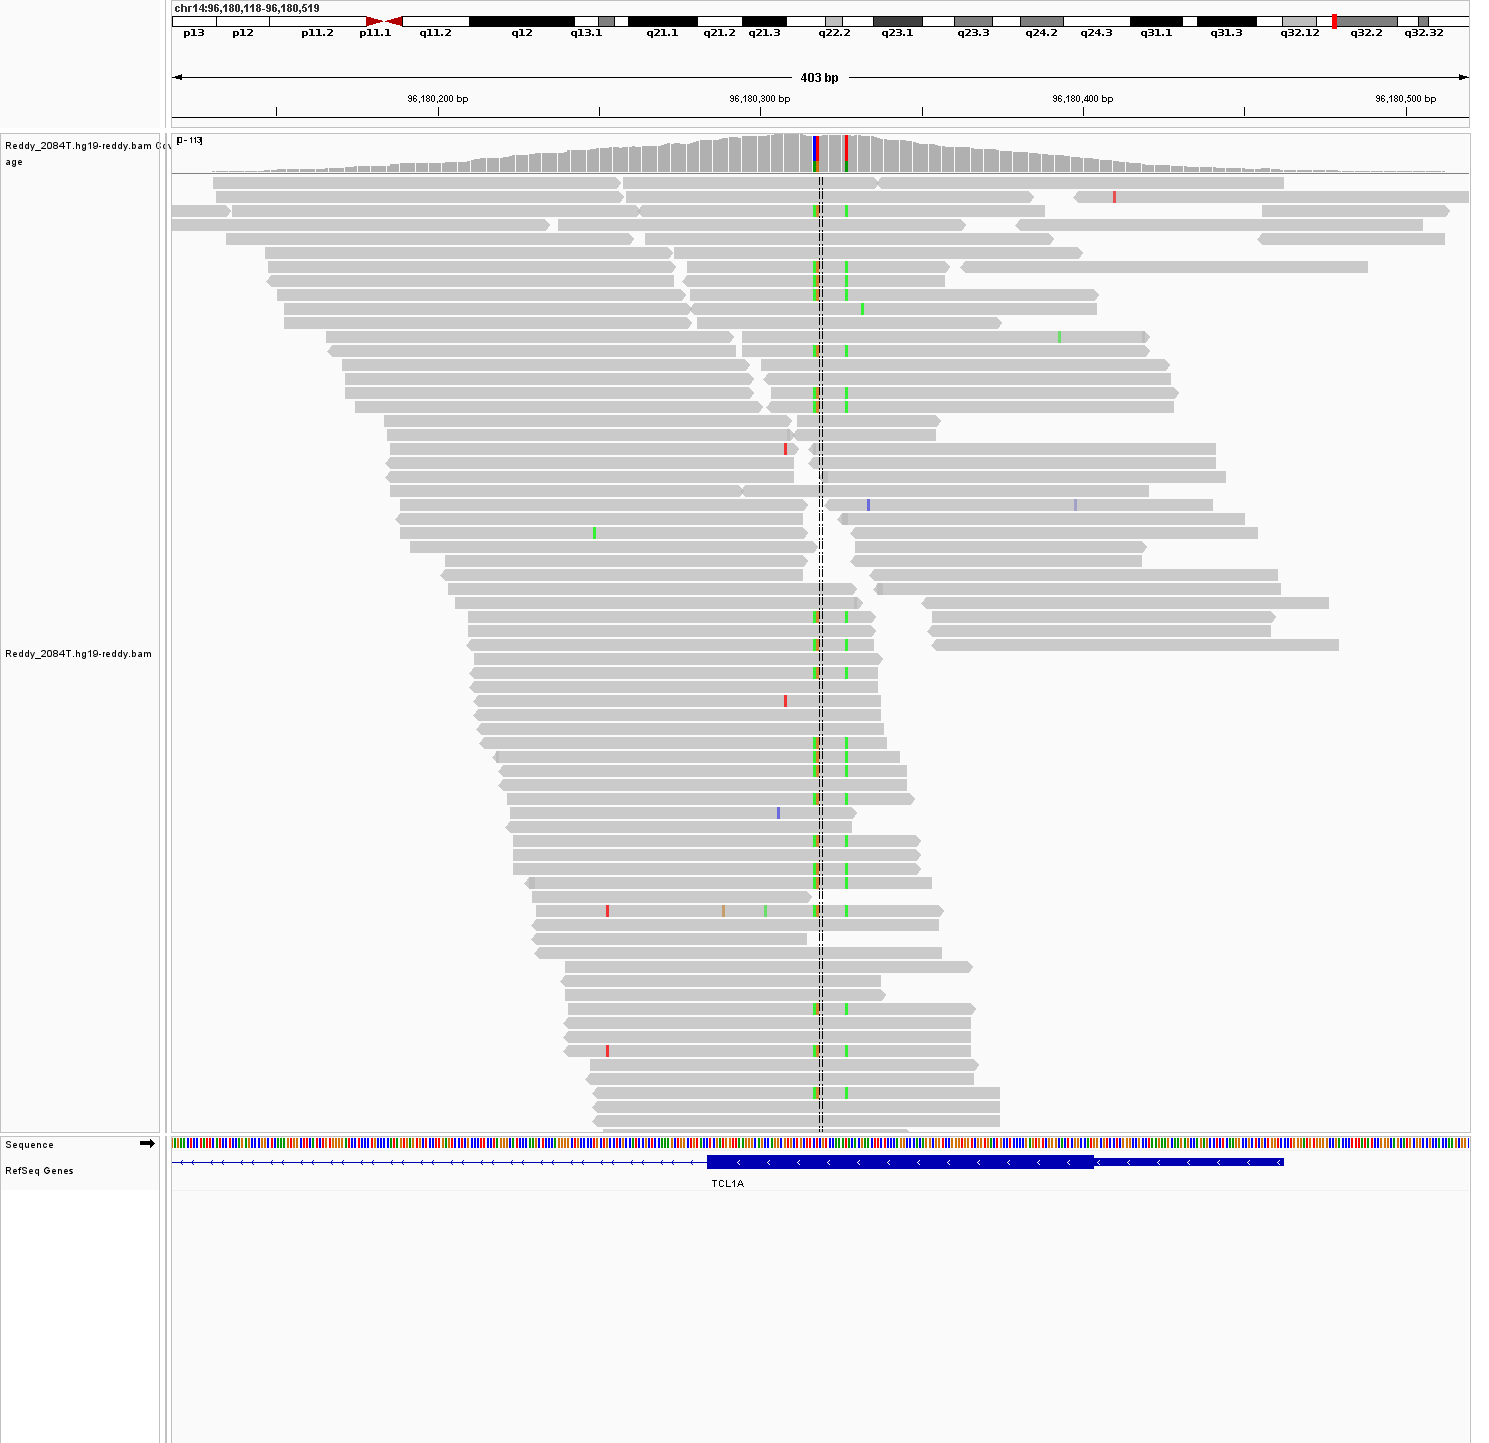 chr14:96,180,118-96,180,519
p13 p12 p11.2 p11.1 q11.2 q12 q13.1 q21.1 q21.2 q21.3 q22.2 q23.1 q23.3 q24.2 q24.3 q31.1 q31.3 q32.12 q32.2 q32.32
403 bp
96,180,200 bp 96,180,300 bp 96,180,400 bp 96,180,500 bp
Reddy_2084T.hg19-reddy.bam Cov
age
[0 - 113]
Reddy_2084T.hg19-reddy.bam
Sequence
RefSeq Genes
TCL1A